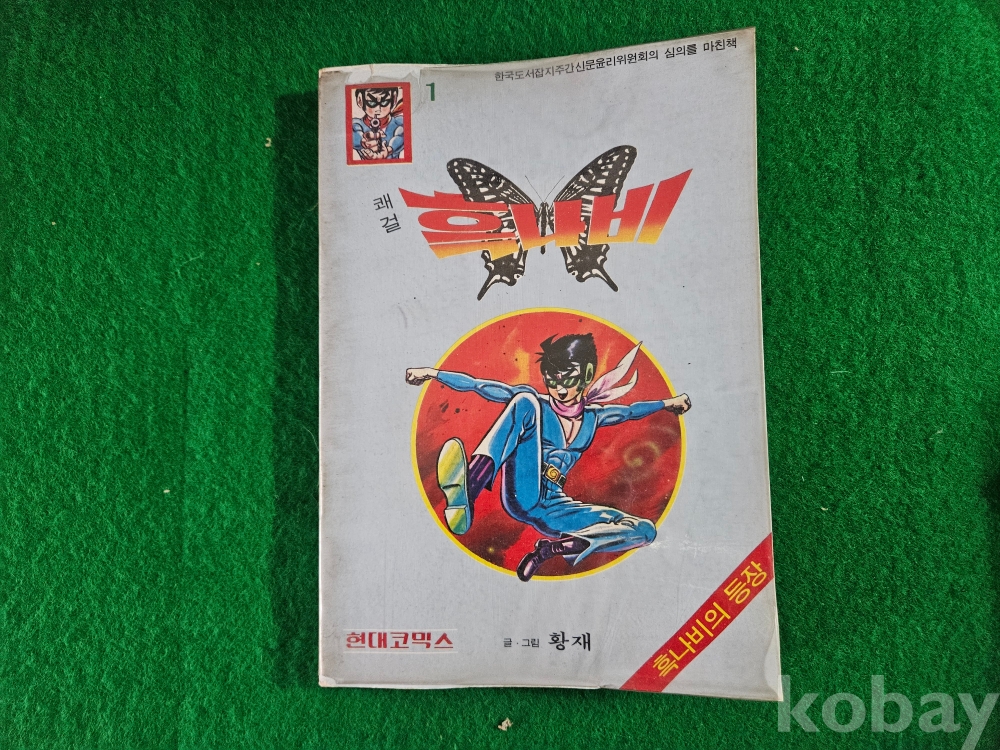 한국도서잡지주간신문윤리위원회의 심의를 마친책
1
쾌걸
흑나비
현대코믹스
글·그림 황재
흑나비의 등장
kobay